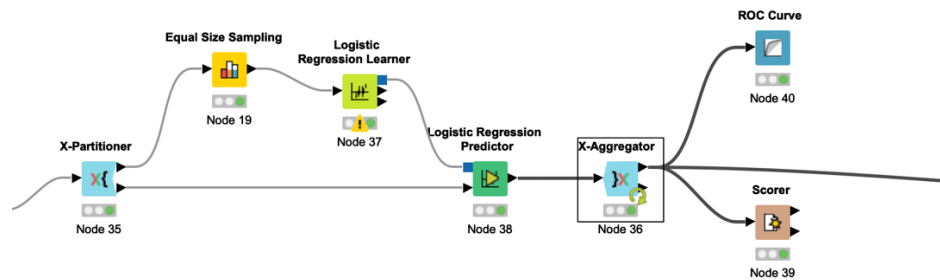 ROC Curve
Node 40
Equal Size Sampling
Node 19
Logistic
Regression Learner
Node 37
X-Partitioner
Node 35
Logistic Regression
Predictor
Node 38
X-Aggregator
Node 36
Scorer
Node 39